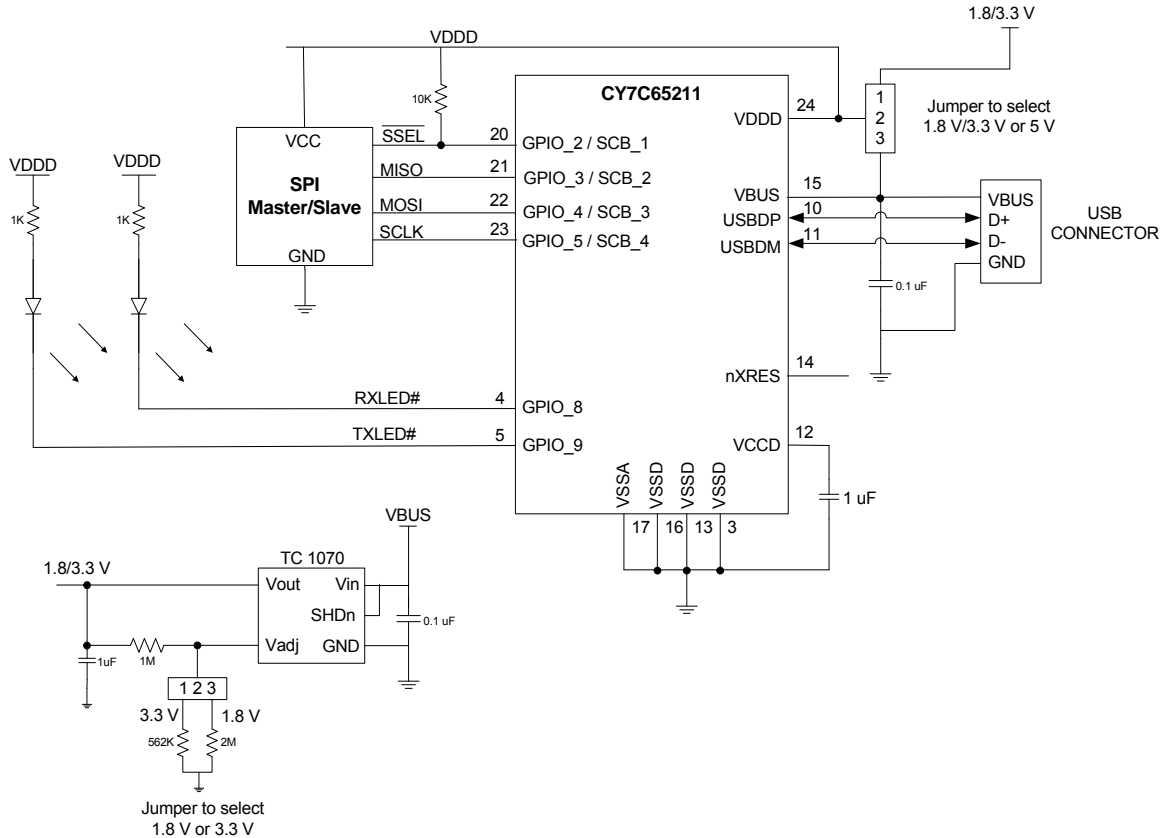 1.8/3.3 V
VDDD
CY7C65211
10K
VDDD 24
1
2
3
Jumper to select
1.8 V/3.3 V or 5 V
VCC
SPI
Master/Slave
GND
SSEL 20 GPIO_2 / SCB_1
MISO 21 GPIO_3 / SCB_2
MOSI 22 GPIO_4 / SCB_3
SCLK 23 GPIO_5 / SCB_4
VDDD VDDD
1K 1K
VBUS 15
USBDP 10
USBDM 11
VBUS
D+
D-
GND
USB
CONNECTOR
0.1 uF
nXRES 14
RXLED# 4 GPIO_8
TXLED# 5 GPIO_9
VCCD 12
1 uF
VSSA VSSD VSSD VSSD
17 16 13 3
VBUS
TC 1070
1.8/3.3 V
Vout Vin
SHDn
Vadj GND
0.1 uF
1uF
1M
1 2 3
3.3 V 1.8 V
562K 2M
Jumper to select
1.8 V or 3.3 V